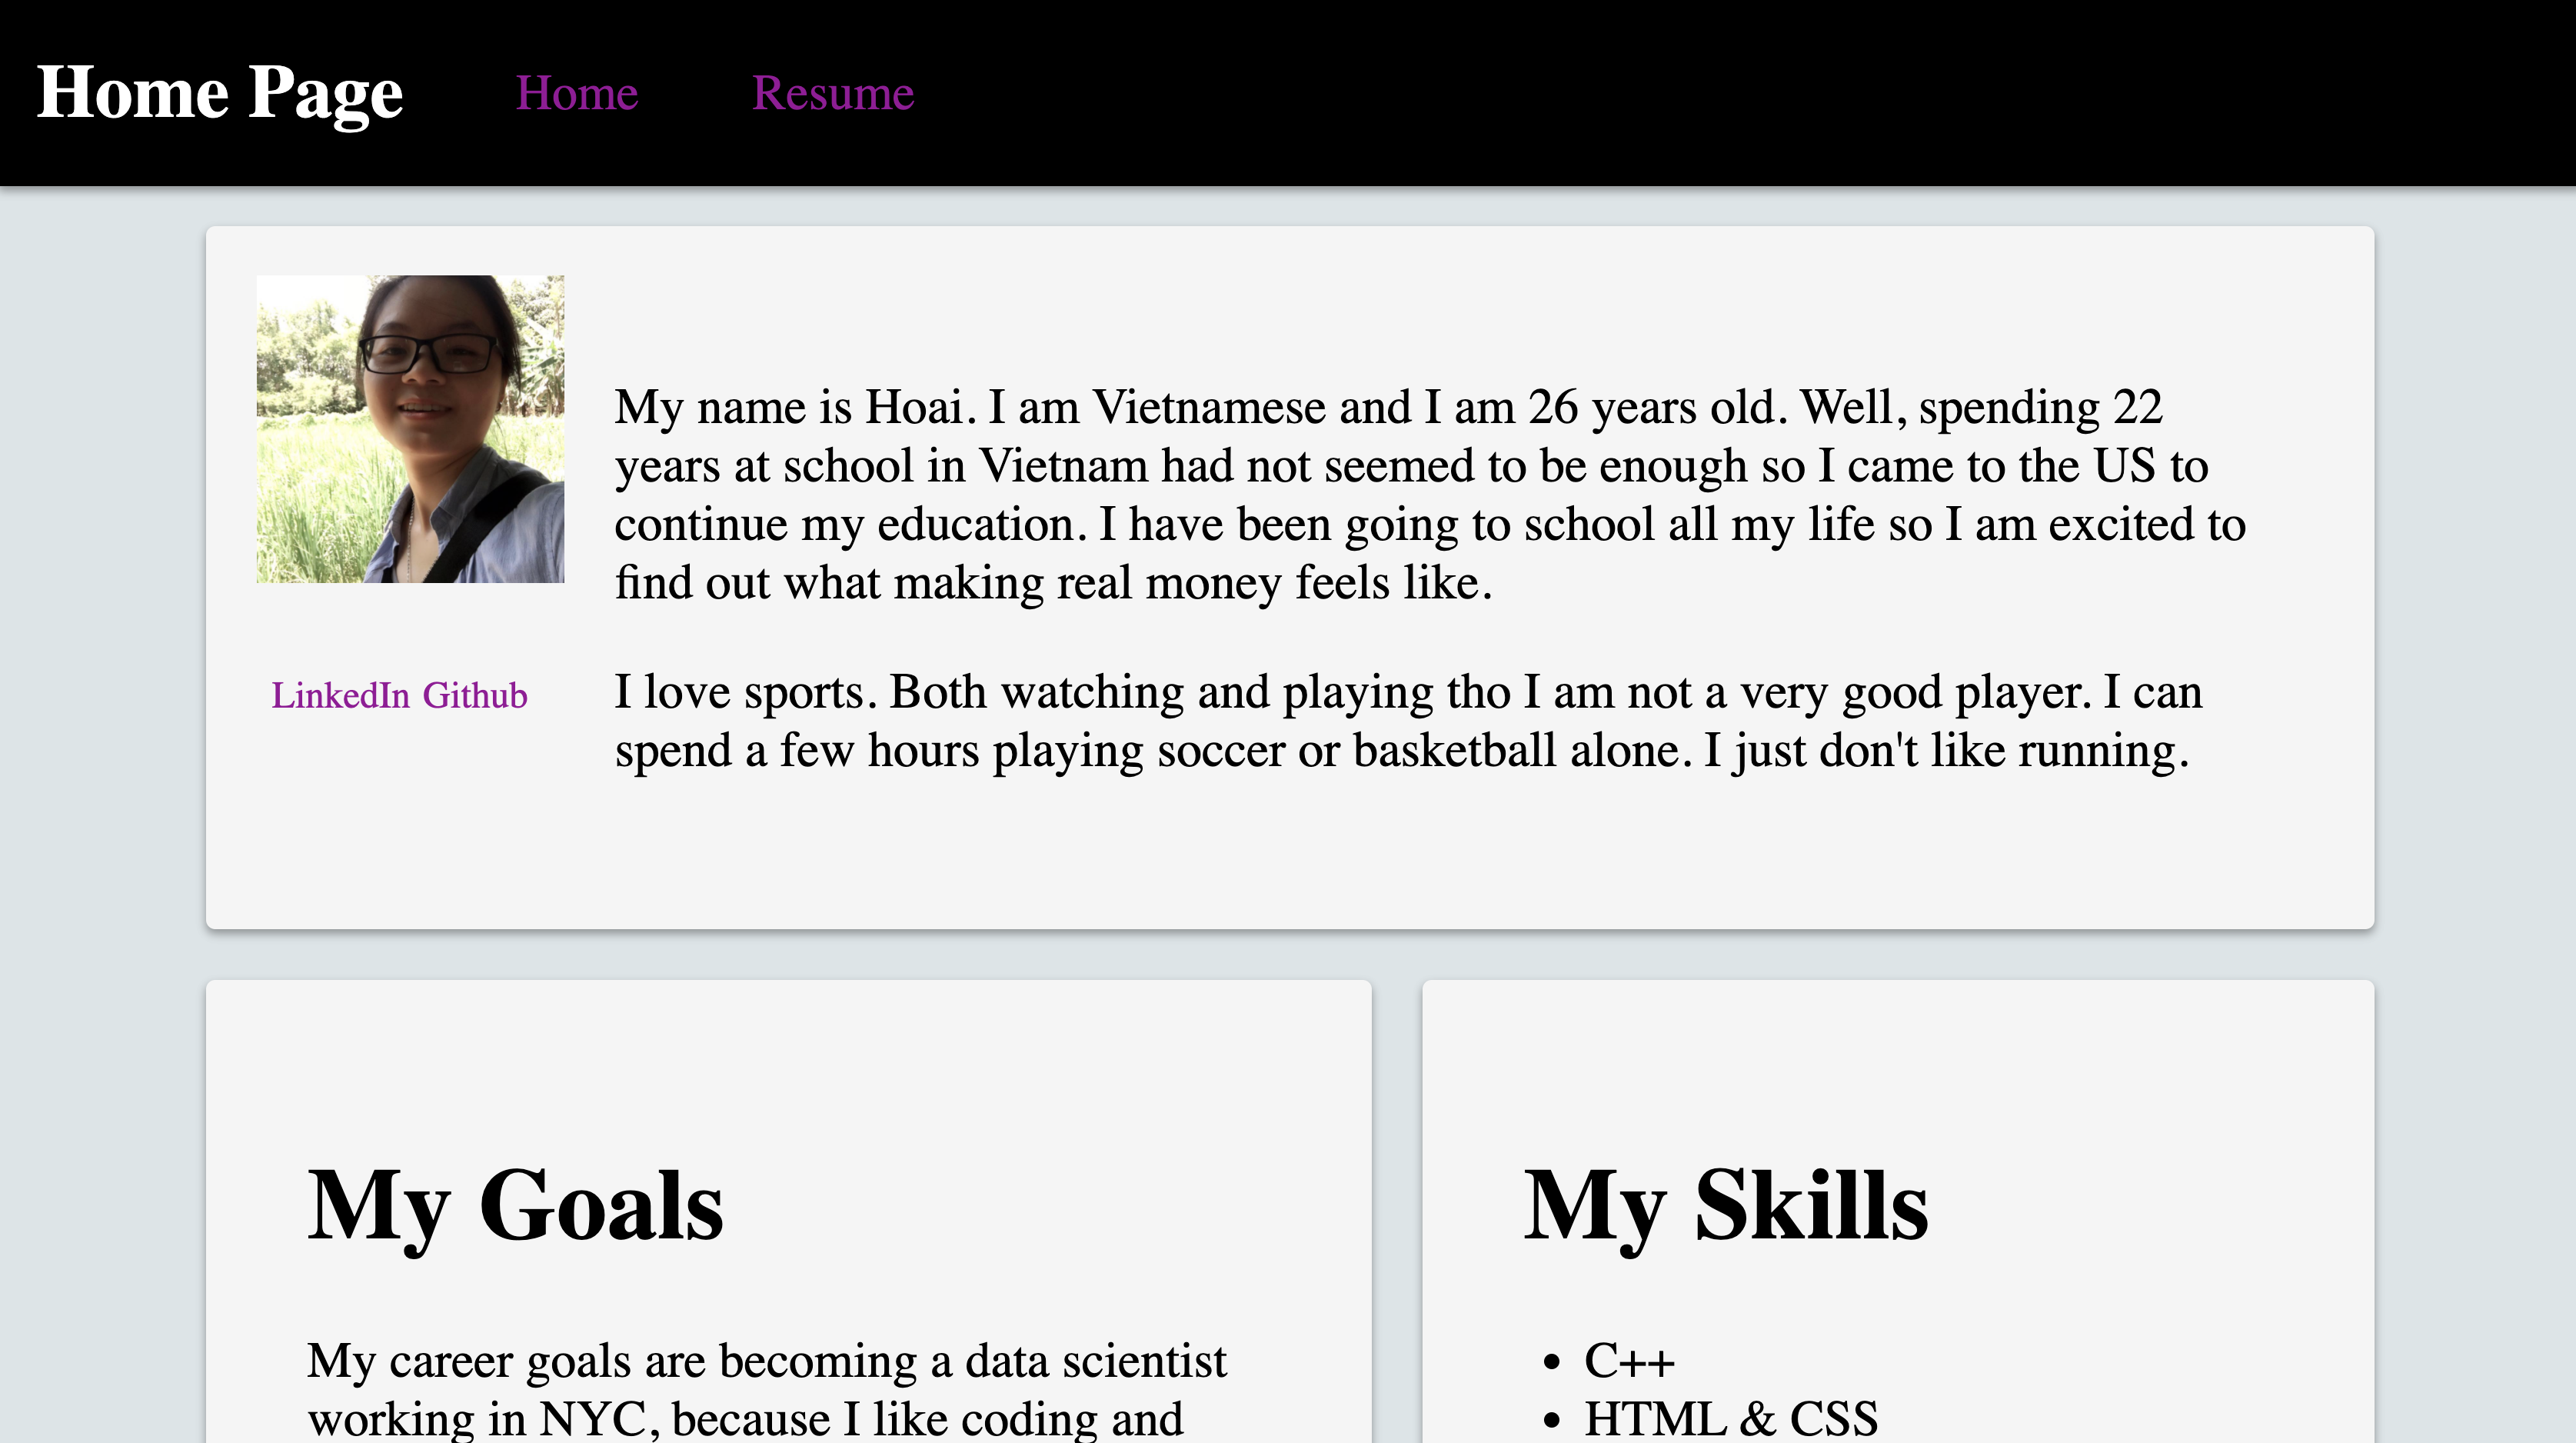 Home Page Home Resume
My name is Hoai. I am Vietnamese and I am 26 years old. Well, spending 22
years at school in Vietnam had not seemed to be enough so I came to the US to
continue my education. I have been going to school all my life so I am excited to
find out what making real money feels like.
LinkedIn Github
I love sports. Both watching and playing tho I am not a very good player. I can
spend a few hours playing soccer or basketball alone. I just don't like running.
My Goals
My career goals are becoming a data scientist
working in NYC, because I like coding and
My Skills
• C++
• HTML & CSS